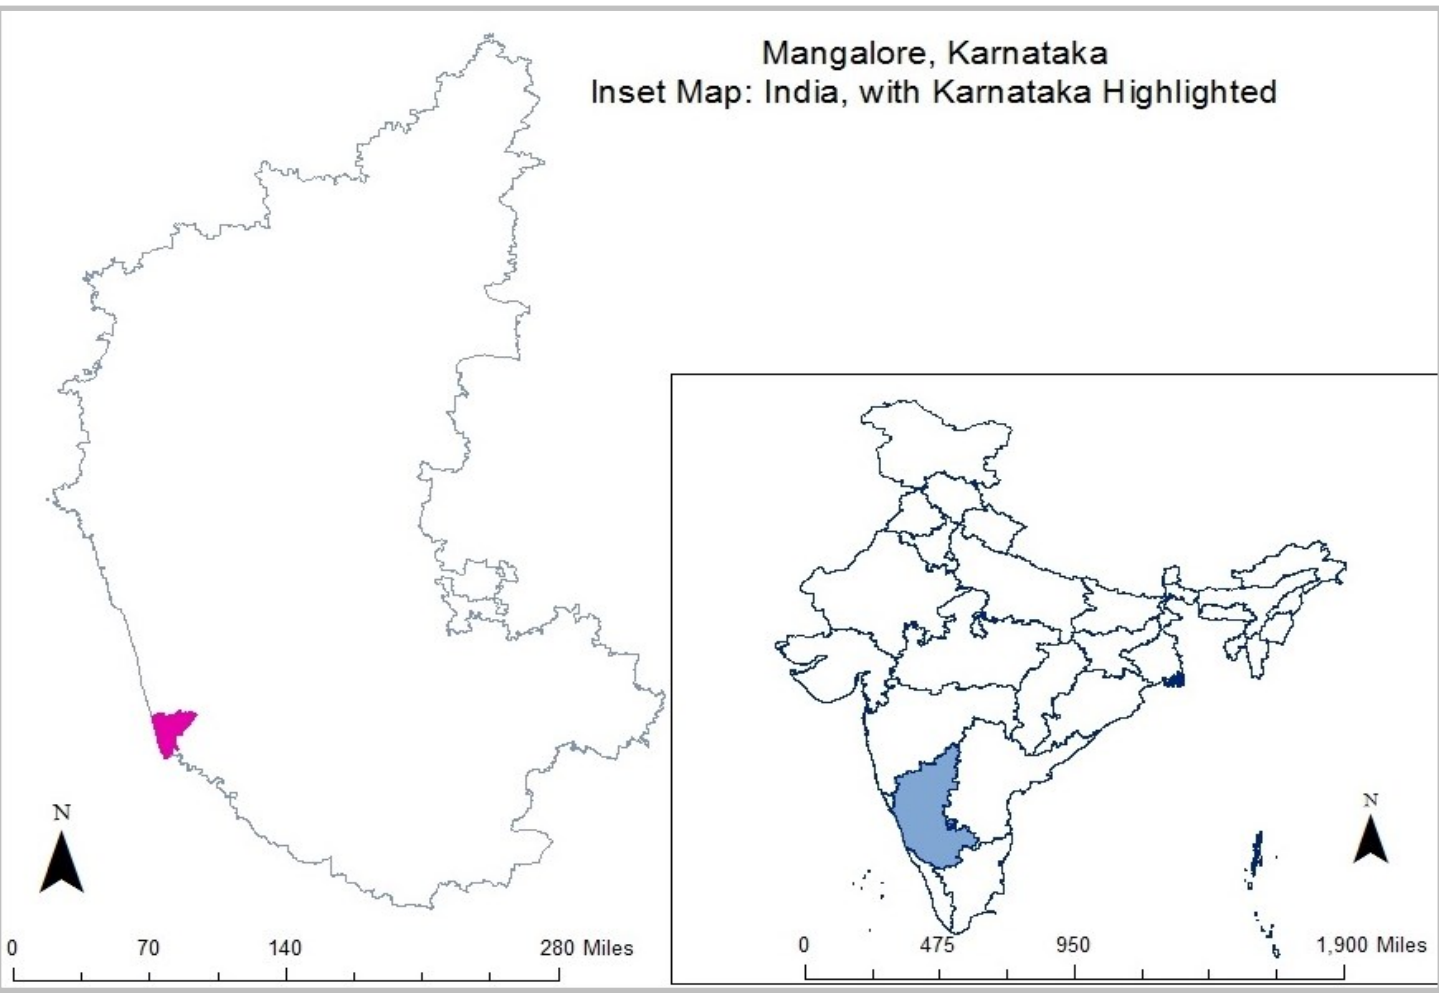 Mangalore, Karnataka
Inset Map: India, with Karnataka Highlighted
N
0 70 140 280 Miles
N
0 475 950 1,900 Miles